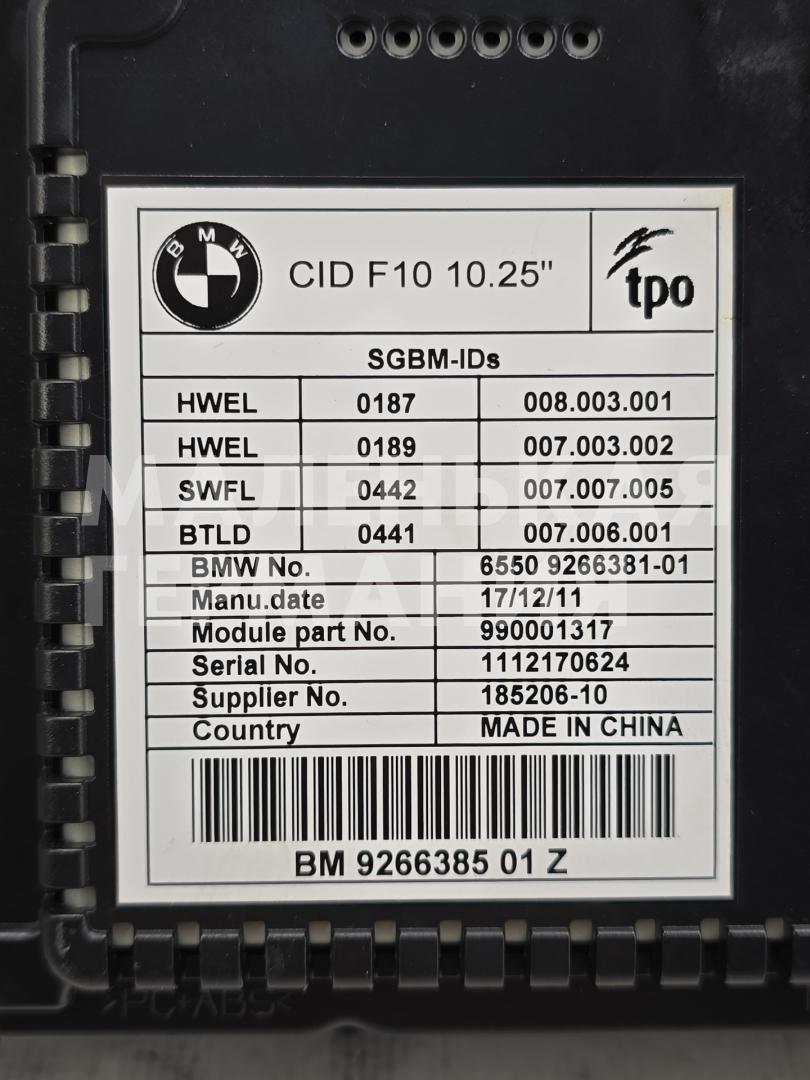 BMW CID F10 10.25" tpo
SGBM-IDs
HWEL 0187 008.003.001
HWEL 0189 007.003.002
SWFL 0442 007.007.005
BTLD 0441 007.006.001
МАЛЕНЬКАЯ
ГЕРМАНИЯ
BMW No. 6550 9266381-01
Manu.date 17/12/11
Module part No. 990001317
Serial No. 1112170624
Supplier No. 185206-10
Country MADE IN CHINA
BM 9266385 01 Z
>PC+ABS<